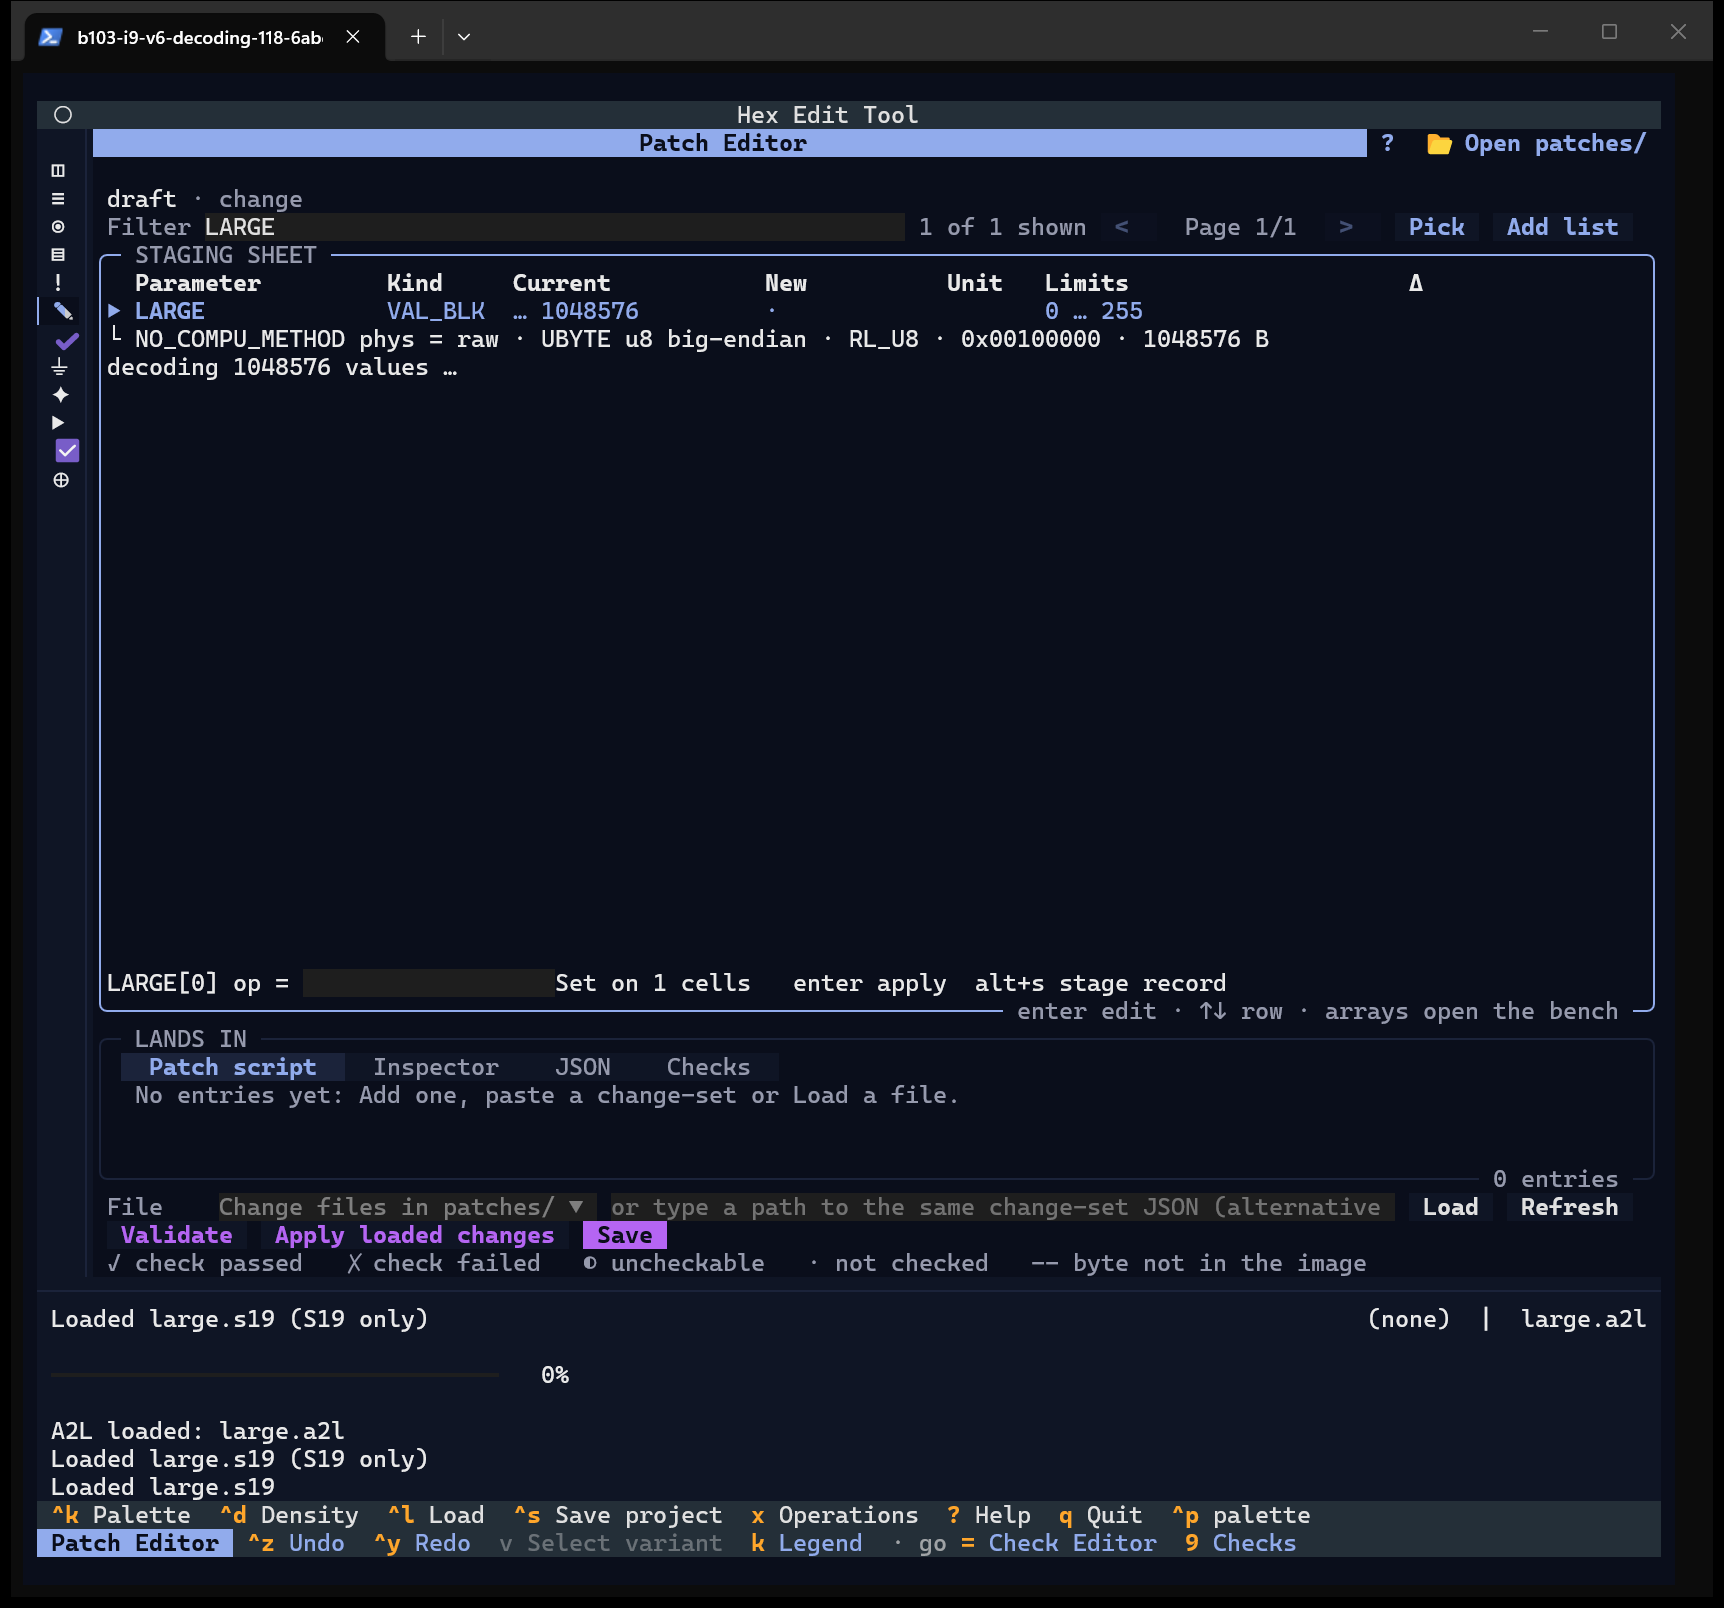 b103-i9-v6-decoding-118-6ab
Hex Edit Tool
Patch Editor ? Open patches/
draft · change
Filter LARGE 1 of 1 shown < Page 1/1 > Pick Add list
STAGING SHEET
Parameter Kind Current New Unit Limits Δ
▶ LARGE VAL_BLK … 1048576 · 0 … 255
└ NO_COMPU_METHOD phys = raw · UBYTE u8 big-endian · RL_U8 · 0x00100000 · 1048576 B
decoding 1048576 values …
LARGE[0] op = Set on 1 cells enter apply alt+s stage record
enter edit · ↑↓ row · arrays open the bench
LANDS IN
Patch script Inspector JSON Checks
No entries yet: Add one, paste a change-set or Load a file.
0 entries
File Change files in patches/ ▼ or type a path to the same change-set JSON (alternative Load Refresh
Validate Apply loaded changes Save
√ check passed ╳ check failed ◐ uncheckable · not checked -- byte not in the image
Loaded large.s19 (S19 only) (none) | large.a2l
0%
A2L loaded: large.a2l
Loaded large.s19 (S19 only)
Loaded large.s19
^k Palette ^d Density ^l Load ^s Save project x Operations ? Help q Quit ^p palette
Patch Editor ^z Undo ^y Redo v Select variant k Legend · go = Check Editor 9 Checks